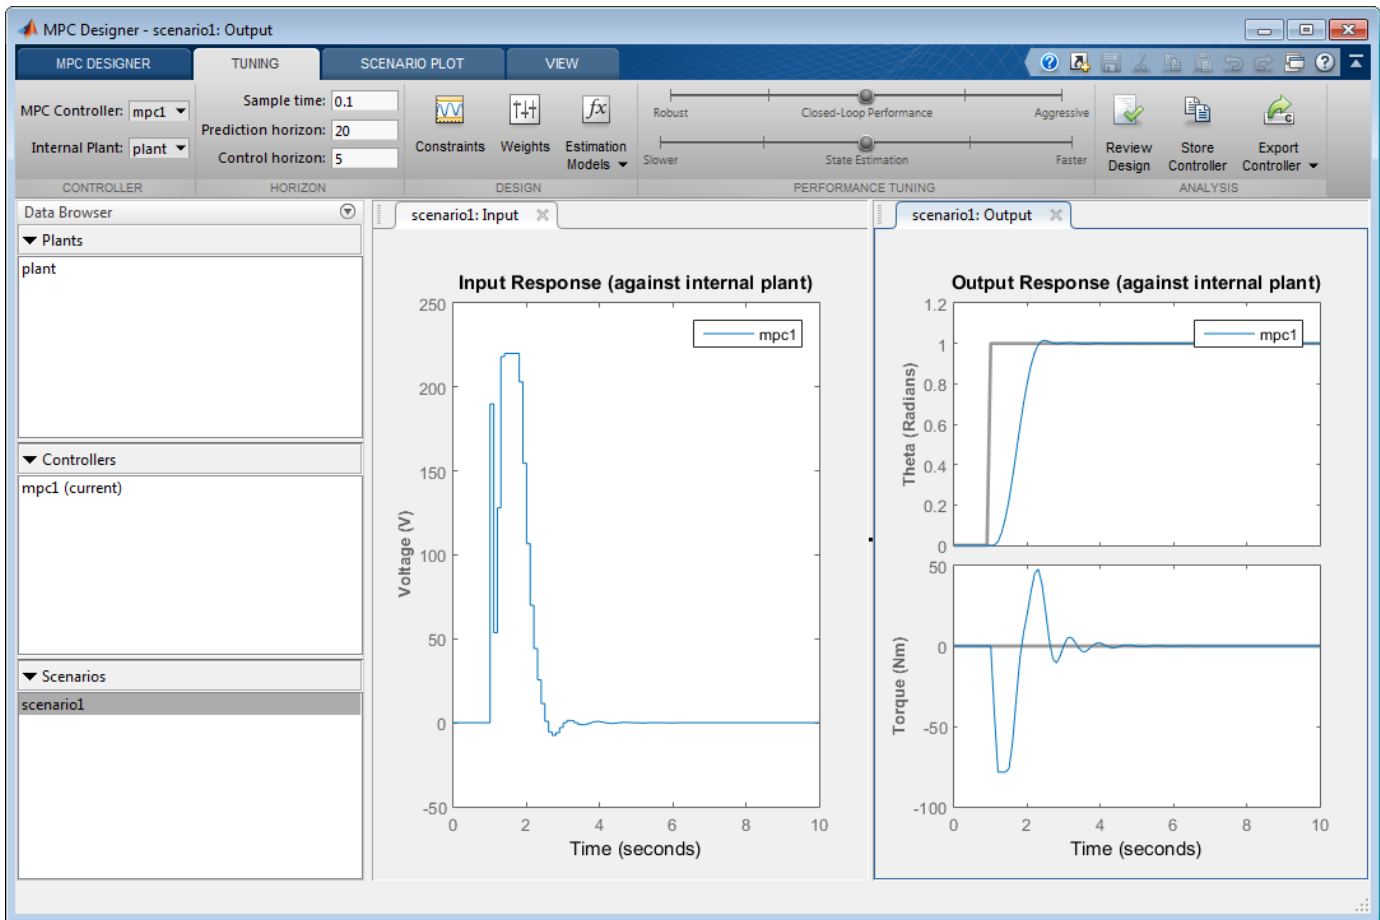 MPC Designer - scenario1: Output
MPC DESIGNER TUNING SCENARIO PLOT VIEW
MPC Controller: mpc1
Internal Plant: plant
CONTROLLER
Sample time: 0.1
Prediction horizon: 20
Control horizon: 5
HORIZON
Constraints Weights Estimation
Models
DESIGN
Robust Closed-Loop Performance Aggressive
Slower State Estimation Faster
PERFORMANCE TUNING
Review Store Export
Design Controller Controller
ANALYSIS
Data Browser
Plants
plant
Controllers
mpc1 (current)
Scenarios
scenario1
scenario1: Input
Input Response (against internal plant)
mpc1
250
200
150
100
50
0
-50
Voltage (V)
0 2 4 6 8 10
Time (seconds)
scenario1: Output
Output Response (against internal plant)
mpc1
1.2
1
0.8
0.6
0.4
0.2
0
Theta (Radians)
50
0
-50
-100
Torque (Nm)
0 2 4 6 8 10
Time (seconds)